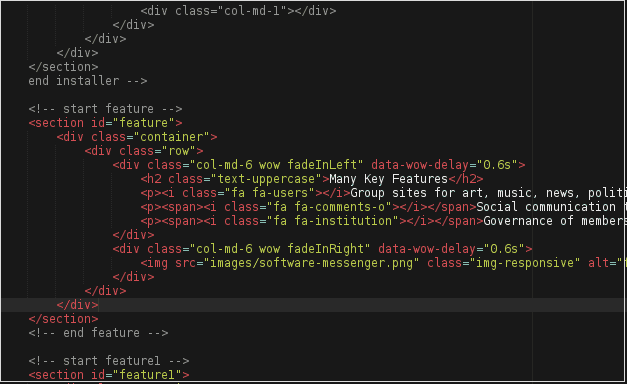 <div class="col-md-1"></div>
</div>
</div>
</div>
</section>
end installer -->
<!-- start feature -->
<section id="feature">
<div class="container">
<div class="row">
<div class="col-md-6 wow fadeInLeft" data-wow-delay="0.6s">
<h2 class="text-uppercase">Many Key Features</h2>
<p><i class="fa fa-users"></i>Group sites for art, music, news, politi
<p><span><i class="fa fa-comments-o"></i></span>Social communication t
<p><span><i class="fa fa-institution"></i></span>Governance of members
</div>
<div class="col-md-6 wow fadeInRight" data-wow-delay="0.6s">
<img src="images/software-messenger.png" class="img-responsive" alt="f
</div>
</div>
</div>
</section>
<!-- end feature -->
<!-- start feature1 -->
<section id="feature1">